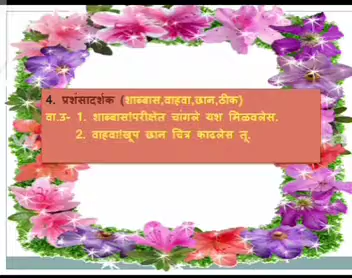 4. प्रशंसादर्शक (शाब्बास,वाहवा,छान,ठीक)
वा.उ- 1. शाब्बास!परीक्षेत चांगले यश मिळवलेस.
2. वाहवा!खूप छान चित्र काढलेस तू.